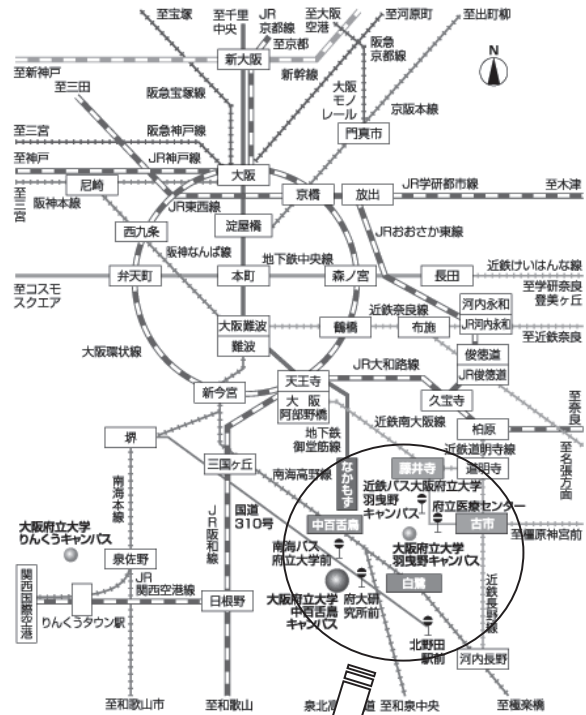 至宝塚
至千里
中央
JR
京都線
至京都
至大阪
空港
至河原町
至出町柳
阪急
京都線
N
新大阪
至新神戸
新幹線
至三田
阪急宝塚線
大阪
モノ
レール
京阪本線
門真市
至三宮
阪急神戸線
至神戸
JR神戸線
大阪
尼崎
京橋
放出
JR学研都市線
至木津
至三宮
阪神本線
JR東西線
淀屋橋
西九条
JRおおさか東線
阪神なんば線
地下鉄中央線
弁天町
本町
森ノ宮
長田
近鉄けいはんな線
至コスモ
スクエア
至学研奈良
登美ヶ丘
近鉄奈良線
河内永和
JR河内永和
大阪難波
難波
鶴橋
布施
至近鉄奈良
大阪環状線
俊徳道
JR俊徳道
天王寺
JR大和路線
新今宮
大阪
阿部野橋
久宝寺
至奈良
近鉄南大阪線
柏原
堺
地下鉄
御堂筋線
近鉄道明寺線
至名張方面
三国ヶ丘
南海高野線
なかもず
藤井寺
道明寺
近鉄バス大阪府立大学
羽曳野
キャンパス
府立医療センター
南海本線
国道
310号
中百舌鳥
古市
大阪府立大学
りんくうキャンパス
JR阪和線
南海バス
府立大学前
大阪府立大学
羽曳野キャンパス
至橿原神宮前
泉佐野
白鷺
近鉄長野線
JR
関西空港線
大阪府立大学
中百舌鳥
キャンパス
府大研
究所前
関西国際空港
日根野
りんくうタウン駅
北野田
駅前
河内長野
至和歌山市
至和歌山
泉北高
道
至和泉中央
至極楽橋